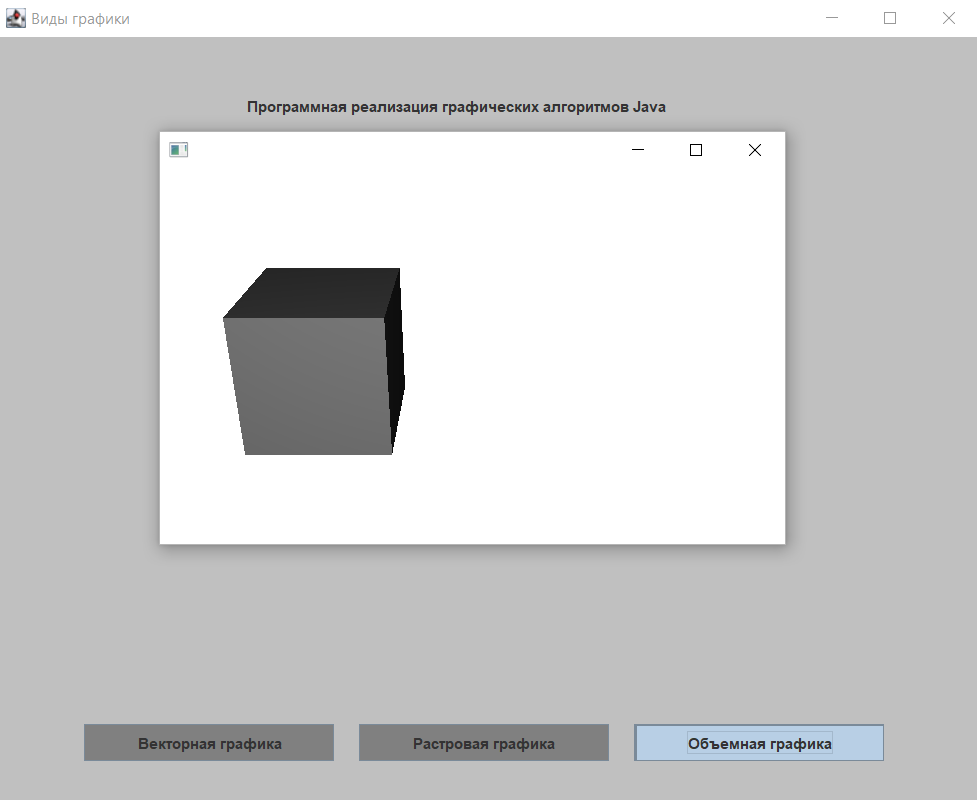 Виды графики
Программная реализация графических алгоритмов Java
Векторная графика
Растровая графика
Объемная графика